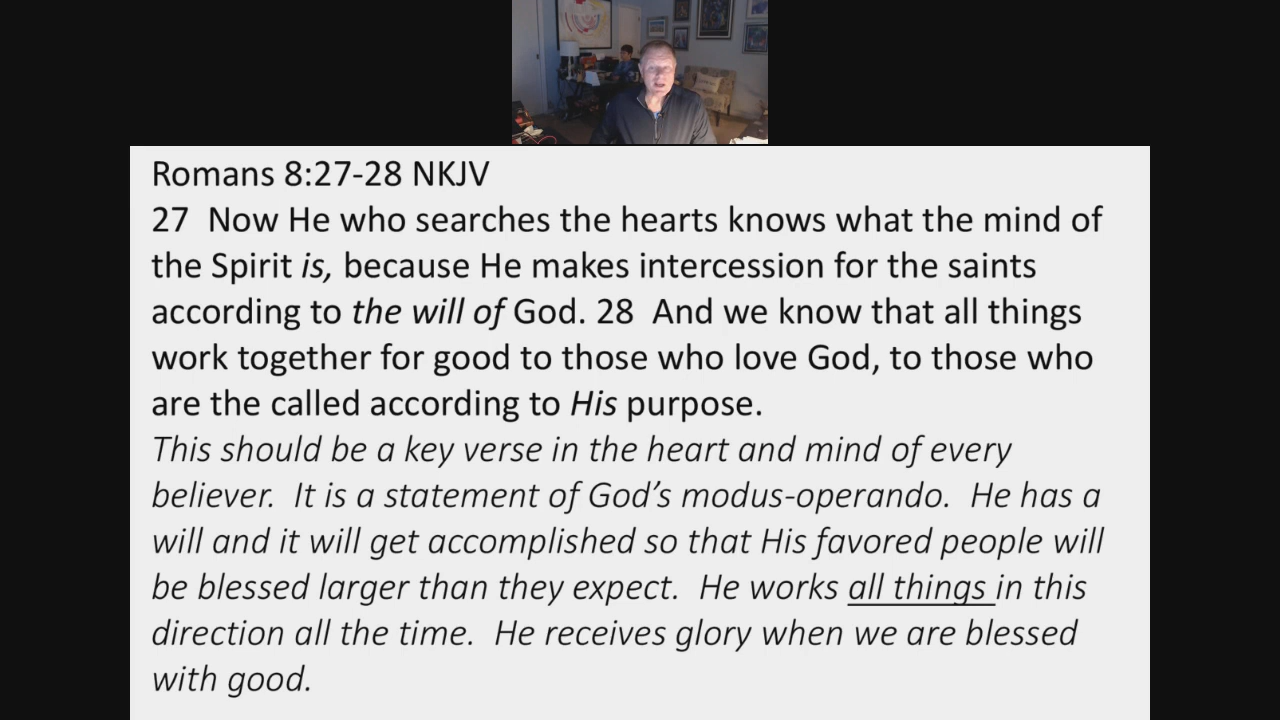 Romans 8:27-28 NKJV
27  Now He who searches the hearts knows what the mind of
the Spirit is, because He makes intercession for the saints
according to the will of God. 28  And we know that all things
work together for good to those who love God, to those who
are the called according to His purpose.
This should be a key verse in the heart and mind of every
believer.  It is a statement of God’s modus-operando.  He has a
will and it will get accomplished so that His favored people will
be blessed larger than they expect.  He works all things in this
direction all the time.  He receives glory when we are blessed
with good.